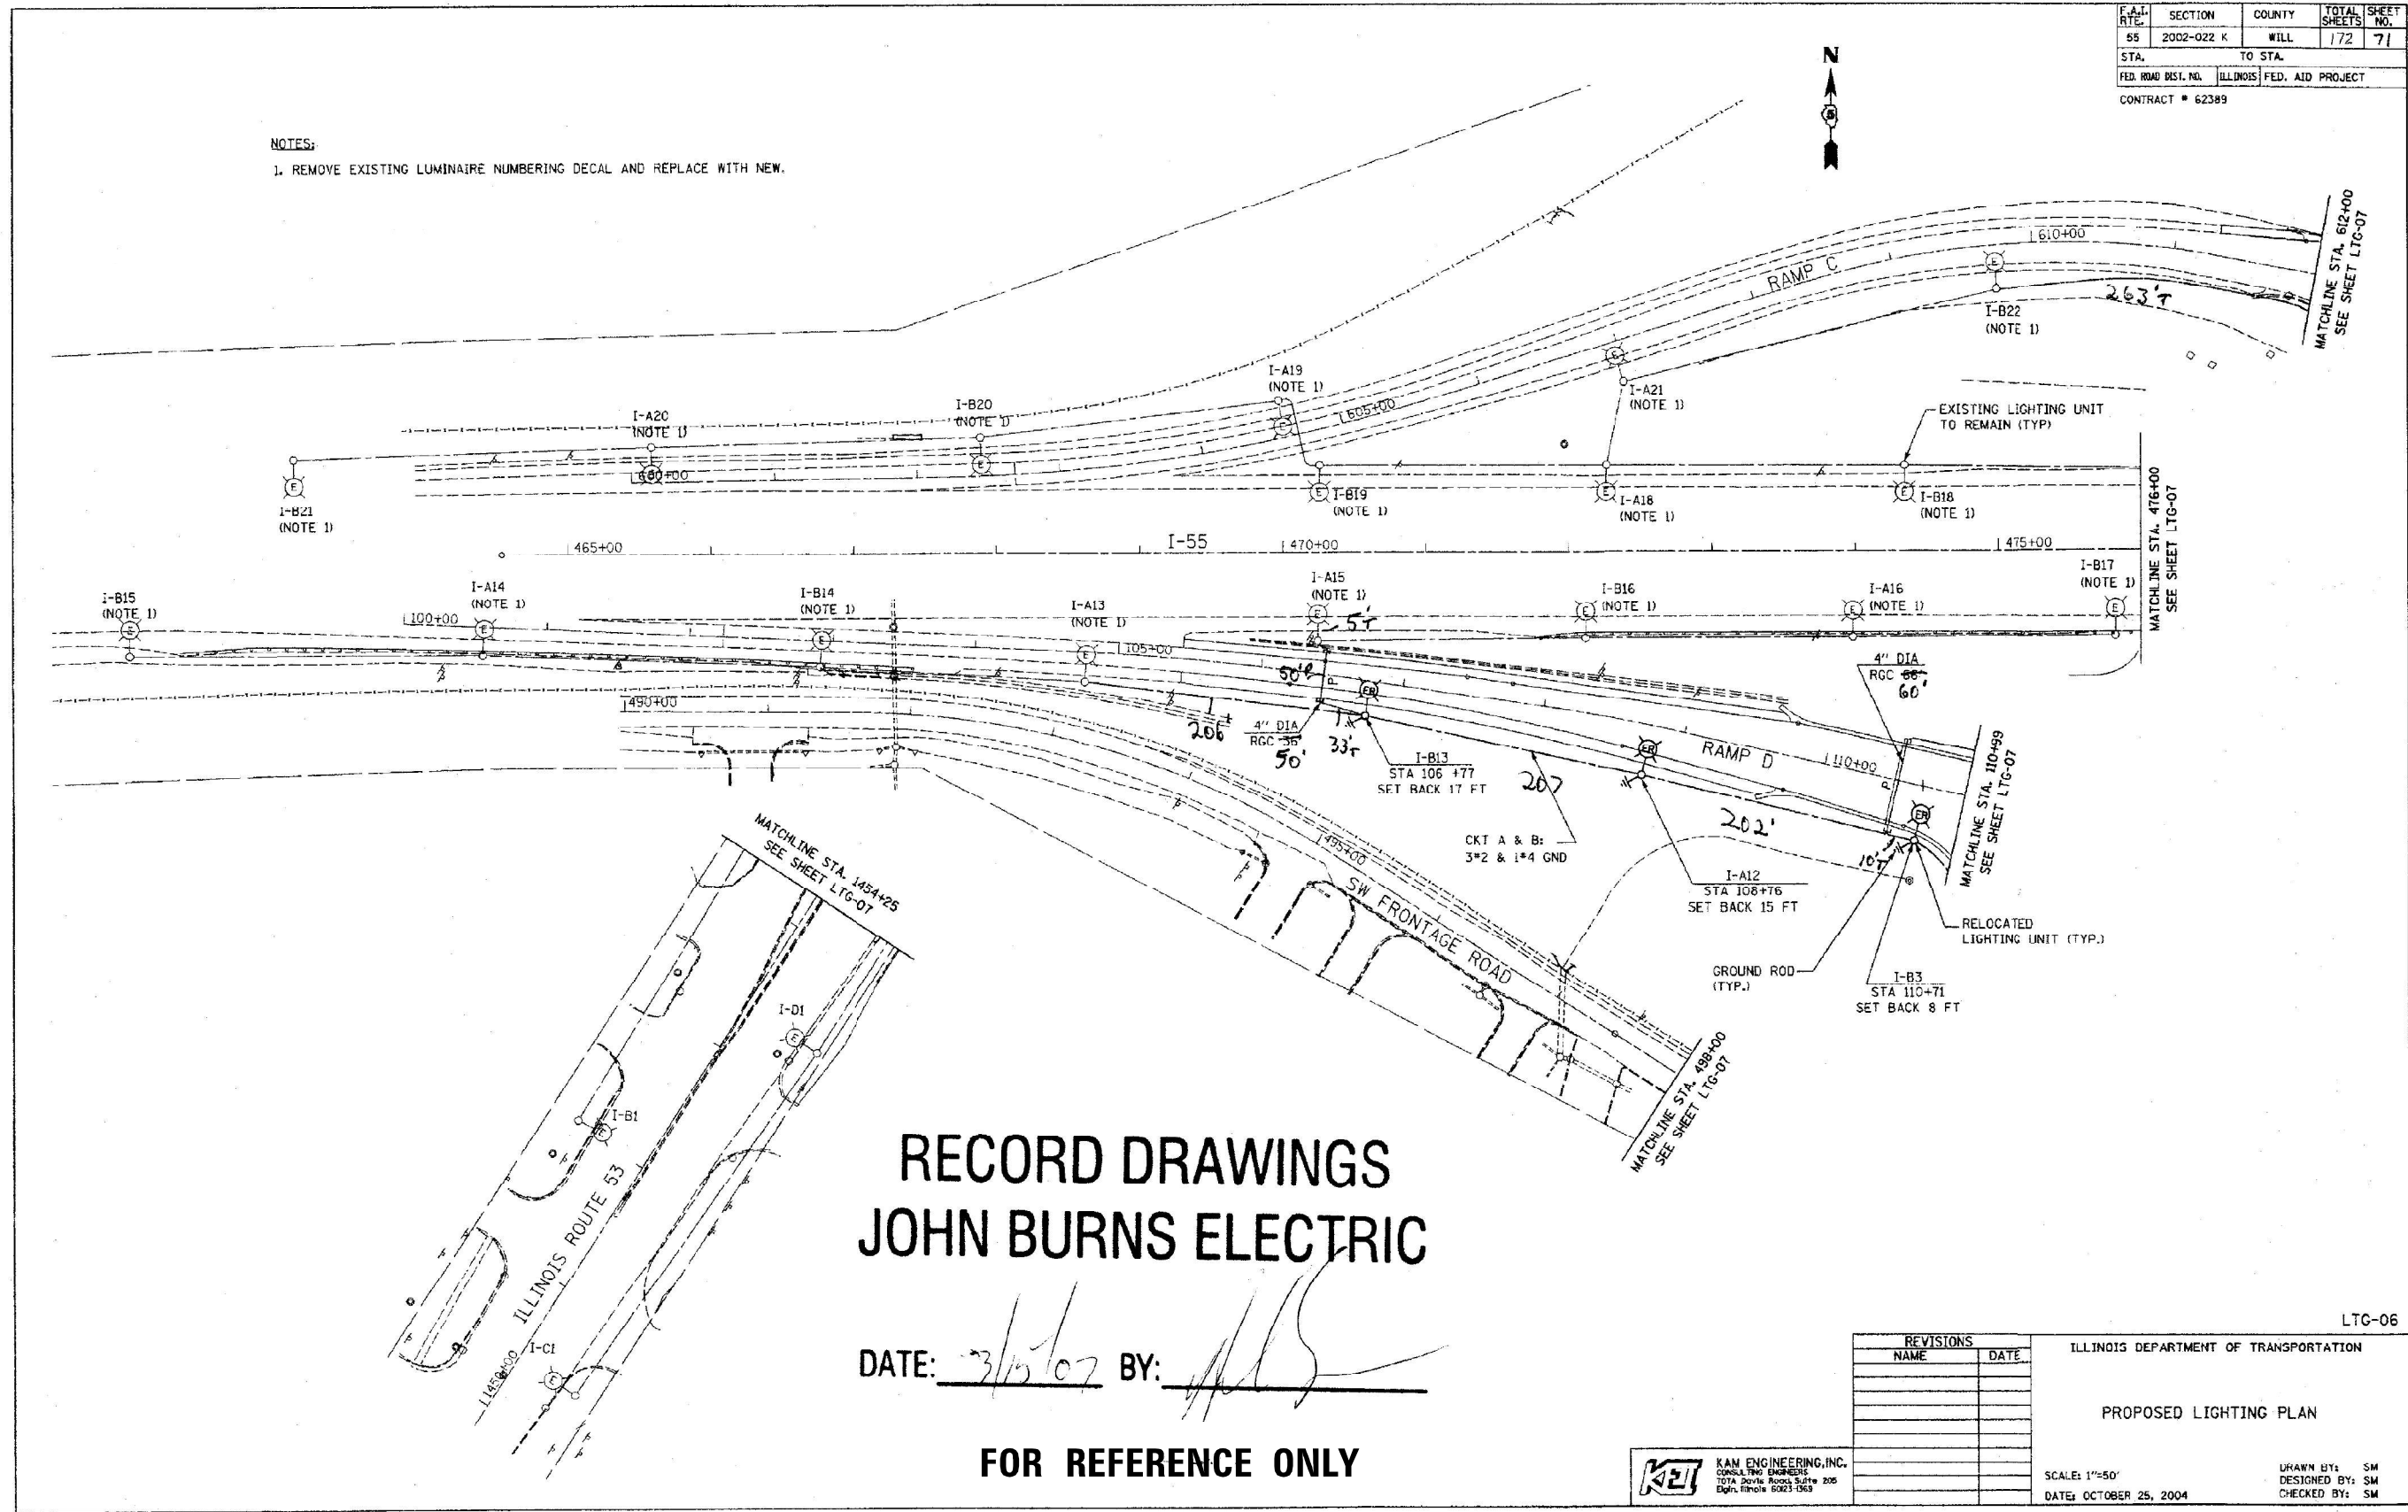 F.A.I. RTE. SECTION COUNTY TOTAL SHEETS SHEET NO.
55 2002-022 K WILL 172 71
STA. TO STA.
FED. ROAD DIST. NO. ILLINOIS FED. AID PROJECT
CONTRACT # 62389
N
NOTES:
1. REMOVE EXISTING LUMINAIRE NUMBERING DECAL AND REPLACE WITH NEW.
MATCHLINE STA. 612+00
SEE SHEET LTG-07
610+00
RAMP C
263'T
I-B22
(NOTE 1)
I-A19
(NOTE 1)
I-A21
(NOTE 1)
605+00
I-B20
(NOTE 1)
I-A20
(NOTE 1)
600+00
EXISTING LIGHTING UNIT
TO REMAIN (TYP)
I-B21
(NOTE 1)
I-B19
(NOTE 1)
I-A18
(NOTE 1)
I-B18
(NOTE 1)
MATCHLINE STA. 476+00
SEE SHEET LTG-07
465+00
I-55
470+00
475+00
I-B15
(NOTE 1)
I-A14
(NOTE 1)
I-B14
(NOTE 1)
I-A13
(NOTE 1)
I-A15
(NOTE 1)
I-B16
(NOTE 1)
I-A16
(NOTE 1)
I-B17
(NOTE 1)
100+00
105+00
5'T
50'P
490+00
206
4" DIA
RGC 36'
50'
33'T
4" DIA
RGC
60'
I-B13
STA 106 +77
SET BACK 17 FT
207
RAMP D
110+00
MATCHLINE STA. 110+99
SEE SHEET LTG-07
202'
10'T
CKT A & B:
3#2 & 1#4 GND
I-A12
STA 108+76
SET BACK 15 FT
RELOCATED
LIGHTING UNIT (TYP.)
GROUND ROD
(TYP.)
I-B3
STA 110+71
SET BACK 8 FT
MATCHLINE STA. 1454+25
SEE SHEET LTG-07
495+00
SW FRONTAGE ROAD
MATCHLINE STA. 498+00
SEE SHEET LTG-07
I-D1
I-B1
ILLINOIS ROUTE 53
I-C1
1450+00
RECORD DRAWINGS
JOHN BURNS ELECTRIC
DATE: 3/15/07 BY:
FOR REFERENCE ONLY
LTG-06
REVISIONS
NAME DATE
ILLINOIS DEPARTMENT OF TRANSPORTATION
PROPOSED LIGHTING PLAN
KEI
KAM ENGINEERING, INC.
CONSULTING ENGINEERS
707A Davis Road, Suite 206
Elgin, Illinois 60123-1369
SCALE: 1"=50'
DATE: OCTOBER 25, 2004
DRAWN BY: SM
DESIGNED BY: SM
CHECKED BY: SM